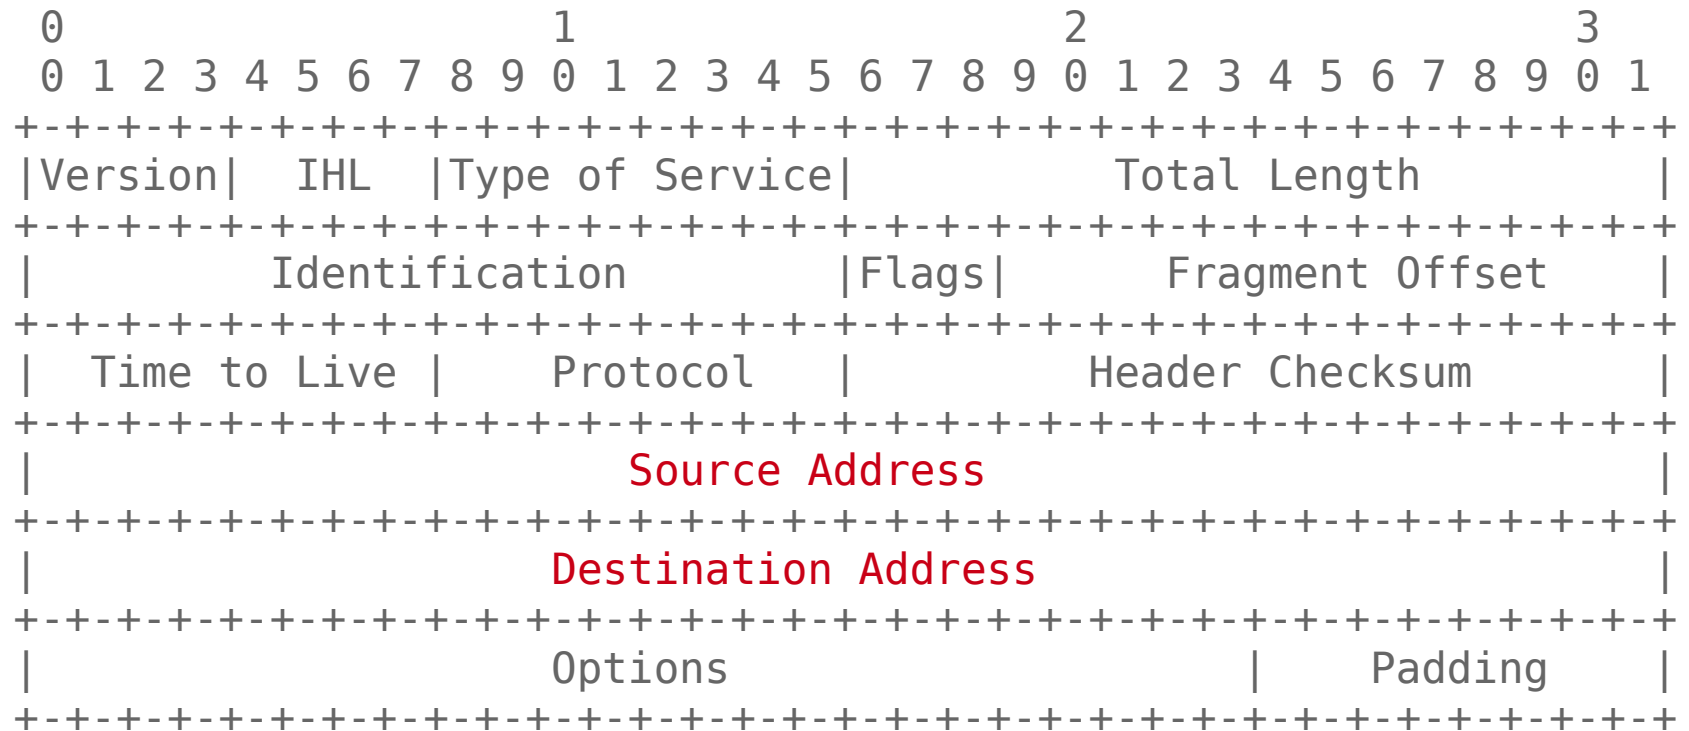 0                   1                   2                   3
 0 1 2 3 4 5 6 7 8 9 0 1 2 3 4 5 6 7 8 9 0 1 2 3 4 5 6 7 8 9 0 1
+-+-+-+-+-+-+-+-+-+-+-+-+-+-+-+-+-+-+-+-+-+-+-+-+-+-+-+-+-+-+-+-+
|Version|  IHL  |Type of Service|          Total Length         |
+-+-+-+-+-+-+-+-+-+-+-+-+-+-+-+-+-+-+-+-+-+-+-+-+-+-+-+-+-+-+-+-+
|         Identification        |Flags|      Fragment Offset    |
+-+-+-+-+-+-+-+-+-+-+-+-+-+-+-+-+-+-+-+-+-+-+-+-+-+-+-+-+-+-+-+-+
|  Time to Live |    Protocol   |         Header Checksum       |
+-+-+-+-+-+-+-+-+-+-+-+-+-+-+-+-+-+-+-+-+-+-+-+-+-+-+-+-+-+-+-+-+
|                       Source Address                          |
+-+-+-+-+-+-+-+-+-+-+-+-+-+-+-+-+-+-+-+-+-+-+-+-+-+-+-+-+-+-+-+-+
|                    Destination Address                        |
+-+-+-+-+-+-+-+-+-+-+-+-+-+-+-+-+-+-+-+-+-+-+-+-+-+-+-+-+-+-+-+-+
|                    Options                    |    Padding    |
+-+-+-+-+-+-+-+-+-+-+-+-+-+-+-+-+-+-+-+-+-+-+-+-+-+-+-+-+-+-+-+-+